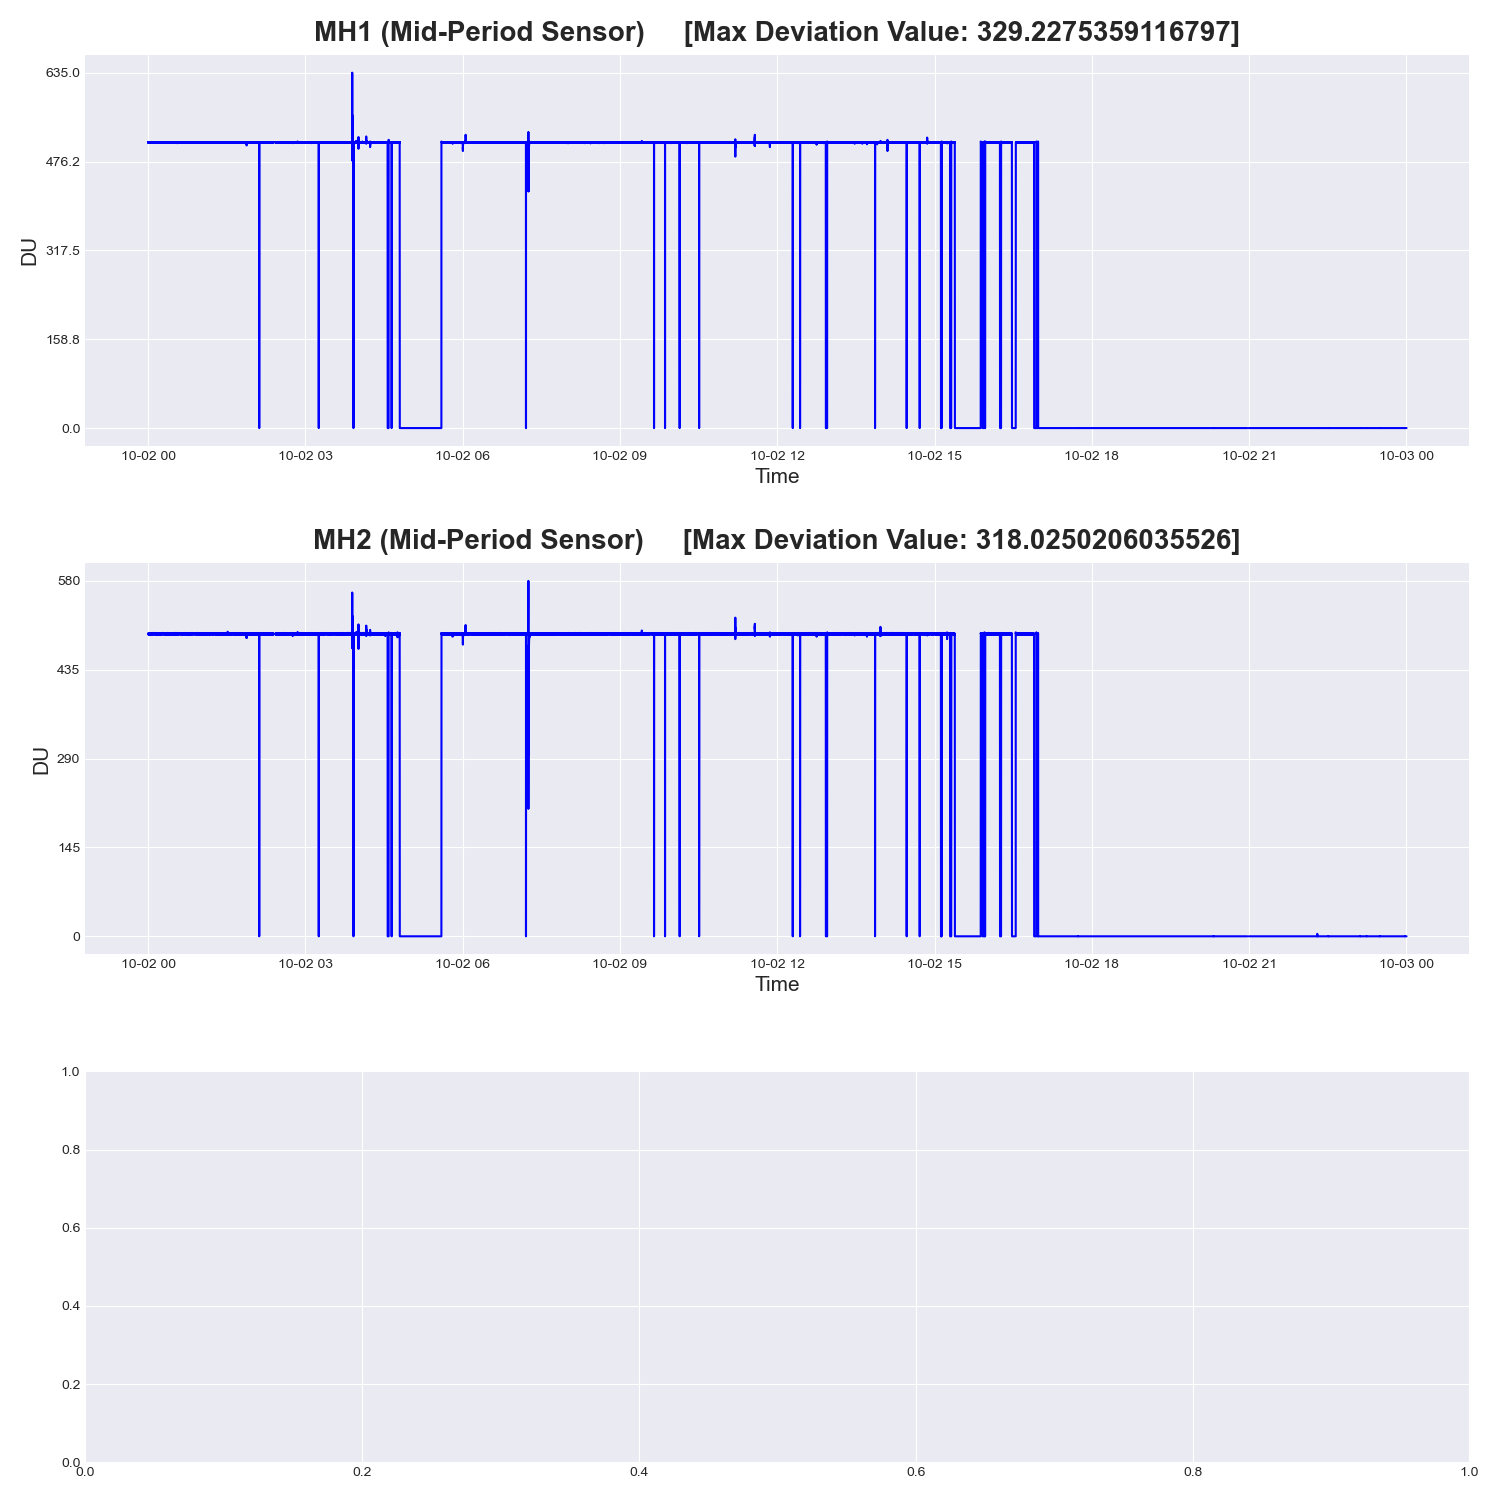 MH1 (Mid-Period Sensor) [Max Deviation Value: 329.2275359116797]
635.0
476.2
317.5
158.8
0.0
DU
10-02 00 10-02 03 10-02 06 10-02 09 10-02 12 10-02 15 10-02 18 10-02 21 10-03 00
Time
MH2 (Mid-Period Sensor) [Max Deviation Value: 318.0250206035526]
580
435
290
145
0
DU
10-02 00 10-02 03 10-02 06 10-02 09 10-02 12 10-02 15 10-02 18 10-02 21 10-03 00
Time
1.0
0.8
0.6
0.4
0.2
0.0
0.0 0.2 0.4 0.6 0.8 1.0